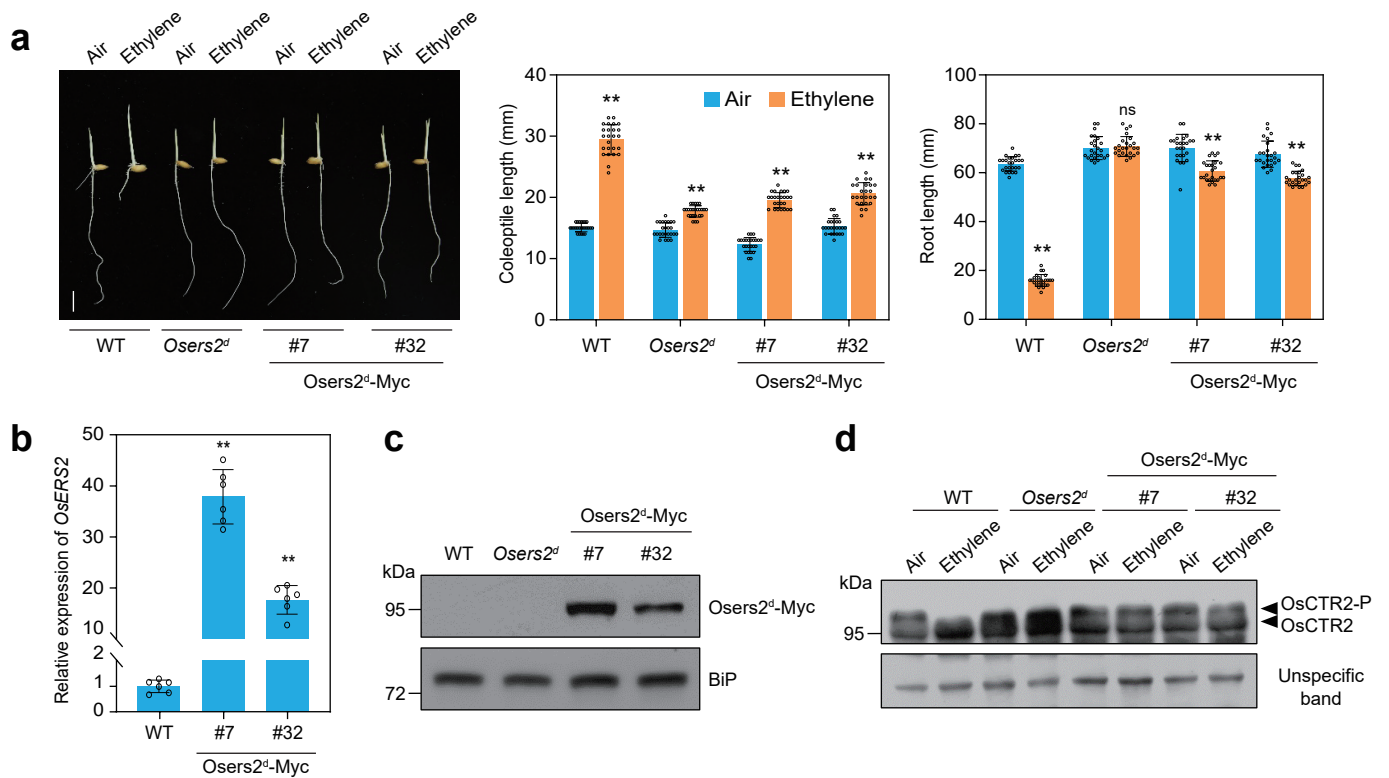 a
Air Ethylene Air Ethylene Air Ethylene Air Ethylene
WT Osers2ᵈ #7 #32
Osers2ᵈ-Myc
Coleoptile length (mm)
40
30
20
10
0
Air Ethylene
** ** ** **
WT Osers2ᵈ #7 #32
Osers2ᵈ-Myc
Root length (mm)
100
80
60
40
20
0
** ns ** **
WT Osers2ᵈ #7 #32
Osers2ᵈ-Myc
b
Relative expression of OsERS2
50
40
30
20
10
2
1
0
** **
WT #7 #32
Osers2ᵈ-Myc
c
Osers2ᵈ-Myc
WT Osers2ᵈ #7 #32
kDa
95
Osers2ᵈ-Myc
72
BiP
d
Osers2ᵈ-Myc
WT Osers2ᵈ #7 #32
Air Ethylene Air Ethylene Air Ethylene Air Ethylene
kDa
95
OsCTR2-P
OsCTR2
Unspecific
band